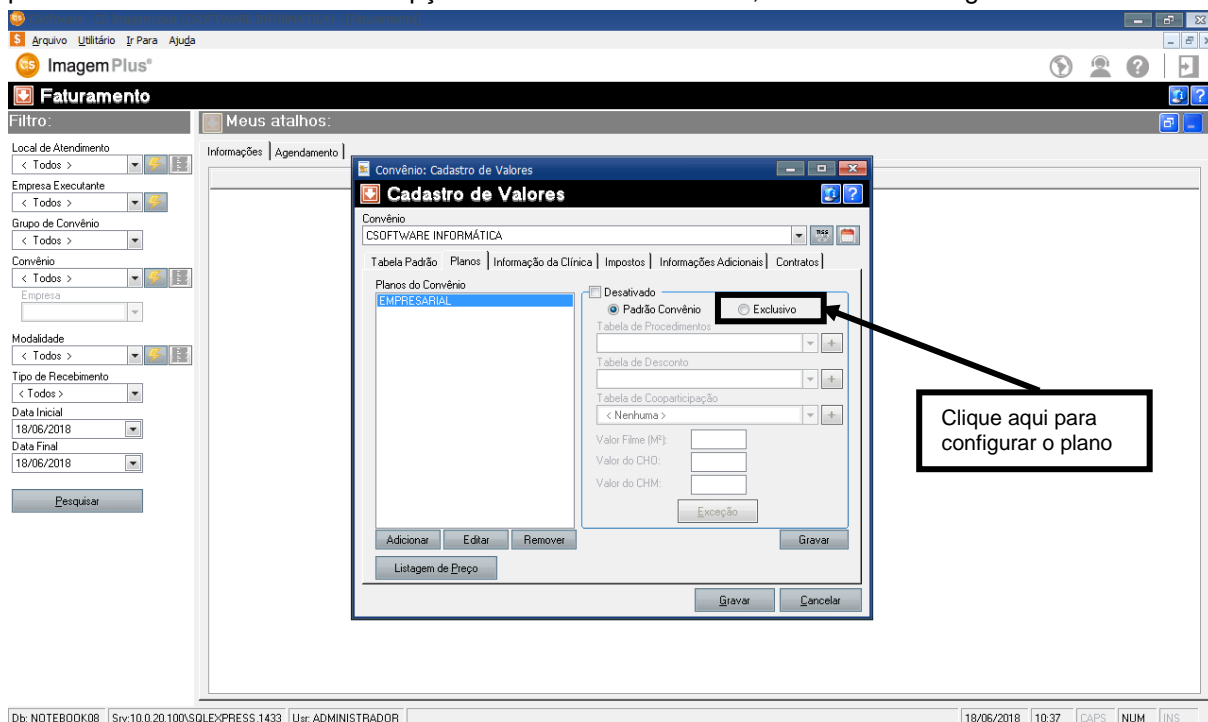 Arquivo Utilitário Ir Para Ajuda
CS ImagemPlus®
Faturamento
Filtro:
Meus atalhos:
Local de Atendimento
< Todos >
Empresa Executante
< Todos >
Grupo de Convênio
< Todos >
Convênio
< Todos >
Empresa
Modalidade
< Todos >
Tipo de Recebimento
< Todos >
Data Inicial
18/06/2018
Data Final
18/06/2018
Pesquisar
Informações Agendamento
Convênio: Cadastro de Valores
Cadastro de Valores
Convênio
CSOFTWARE INFORMÁTICA
Tabela Padrão Planos Informação da Clínica Impostos Informações Adicionais Contratos
Planos do Convênio
EMPRESARIAL
Desativado
Padrão Convênio Exclusivo
Tabela de Procedimentos
Tabela de Desconto
Tabela de Cooparticipação
< Nenhuma >
Valor Filme (M²):
Valor do CHO:
Valor do CHM:
Exceção
Adicionar Editar Remover Gravar
Listagem de Preço
Gravar Cancelar
Clique aqui para
configurar o plano
Db: NOTEBOOK08 Srv:10.0.20.100\SQLEXPRESS,1433 Usr: ADMINISTRADOR 18/06/2018 10:37 CAPS NUM INS